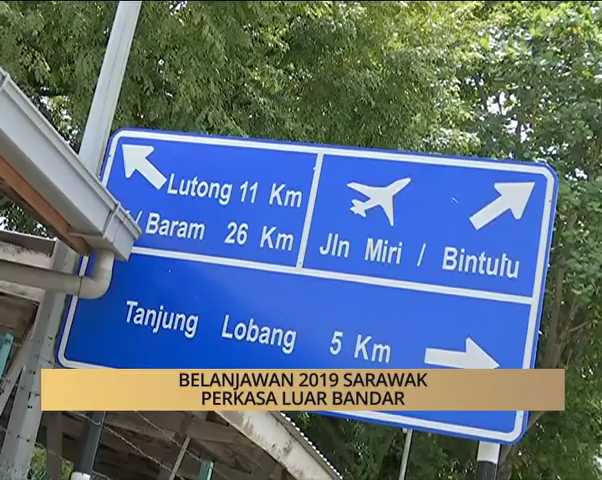 Lutong 11 Km
/ Baram 26 Km
Jln Miri / Bintulu
Tanjung Lobang 5 Km
BELANJAWAN 2019 SARAWAK
PERKASA LUAR BANDAR